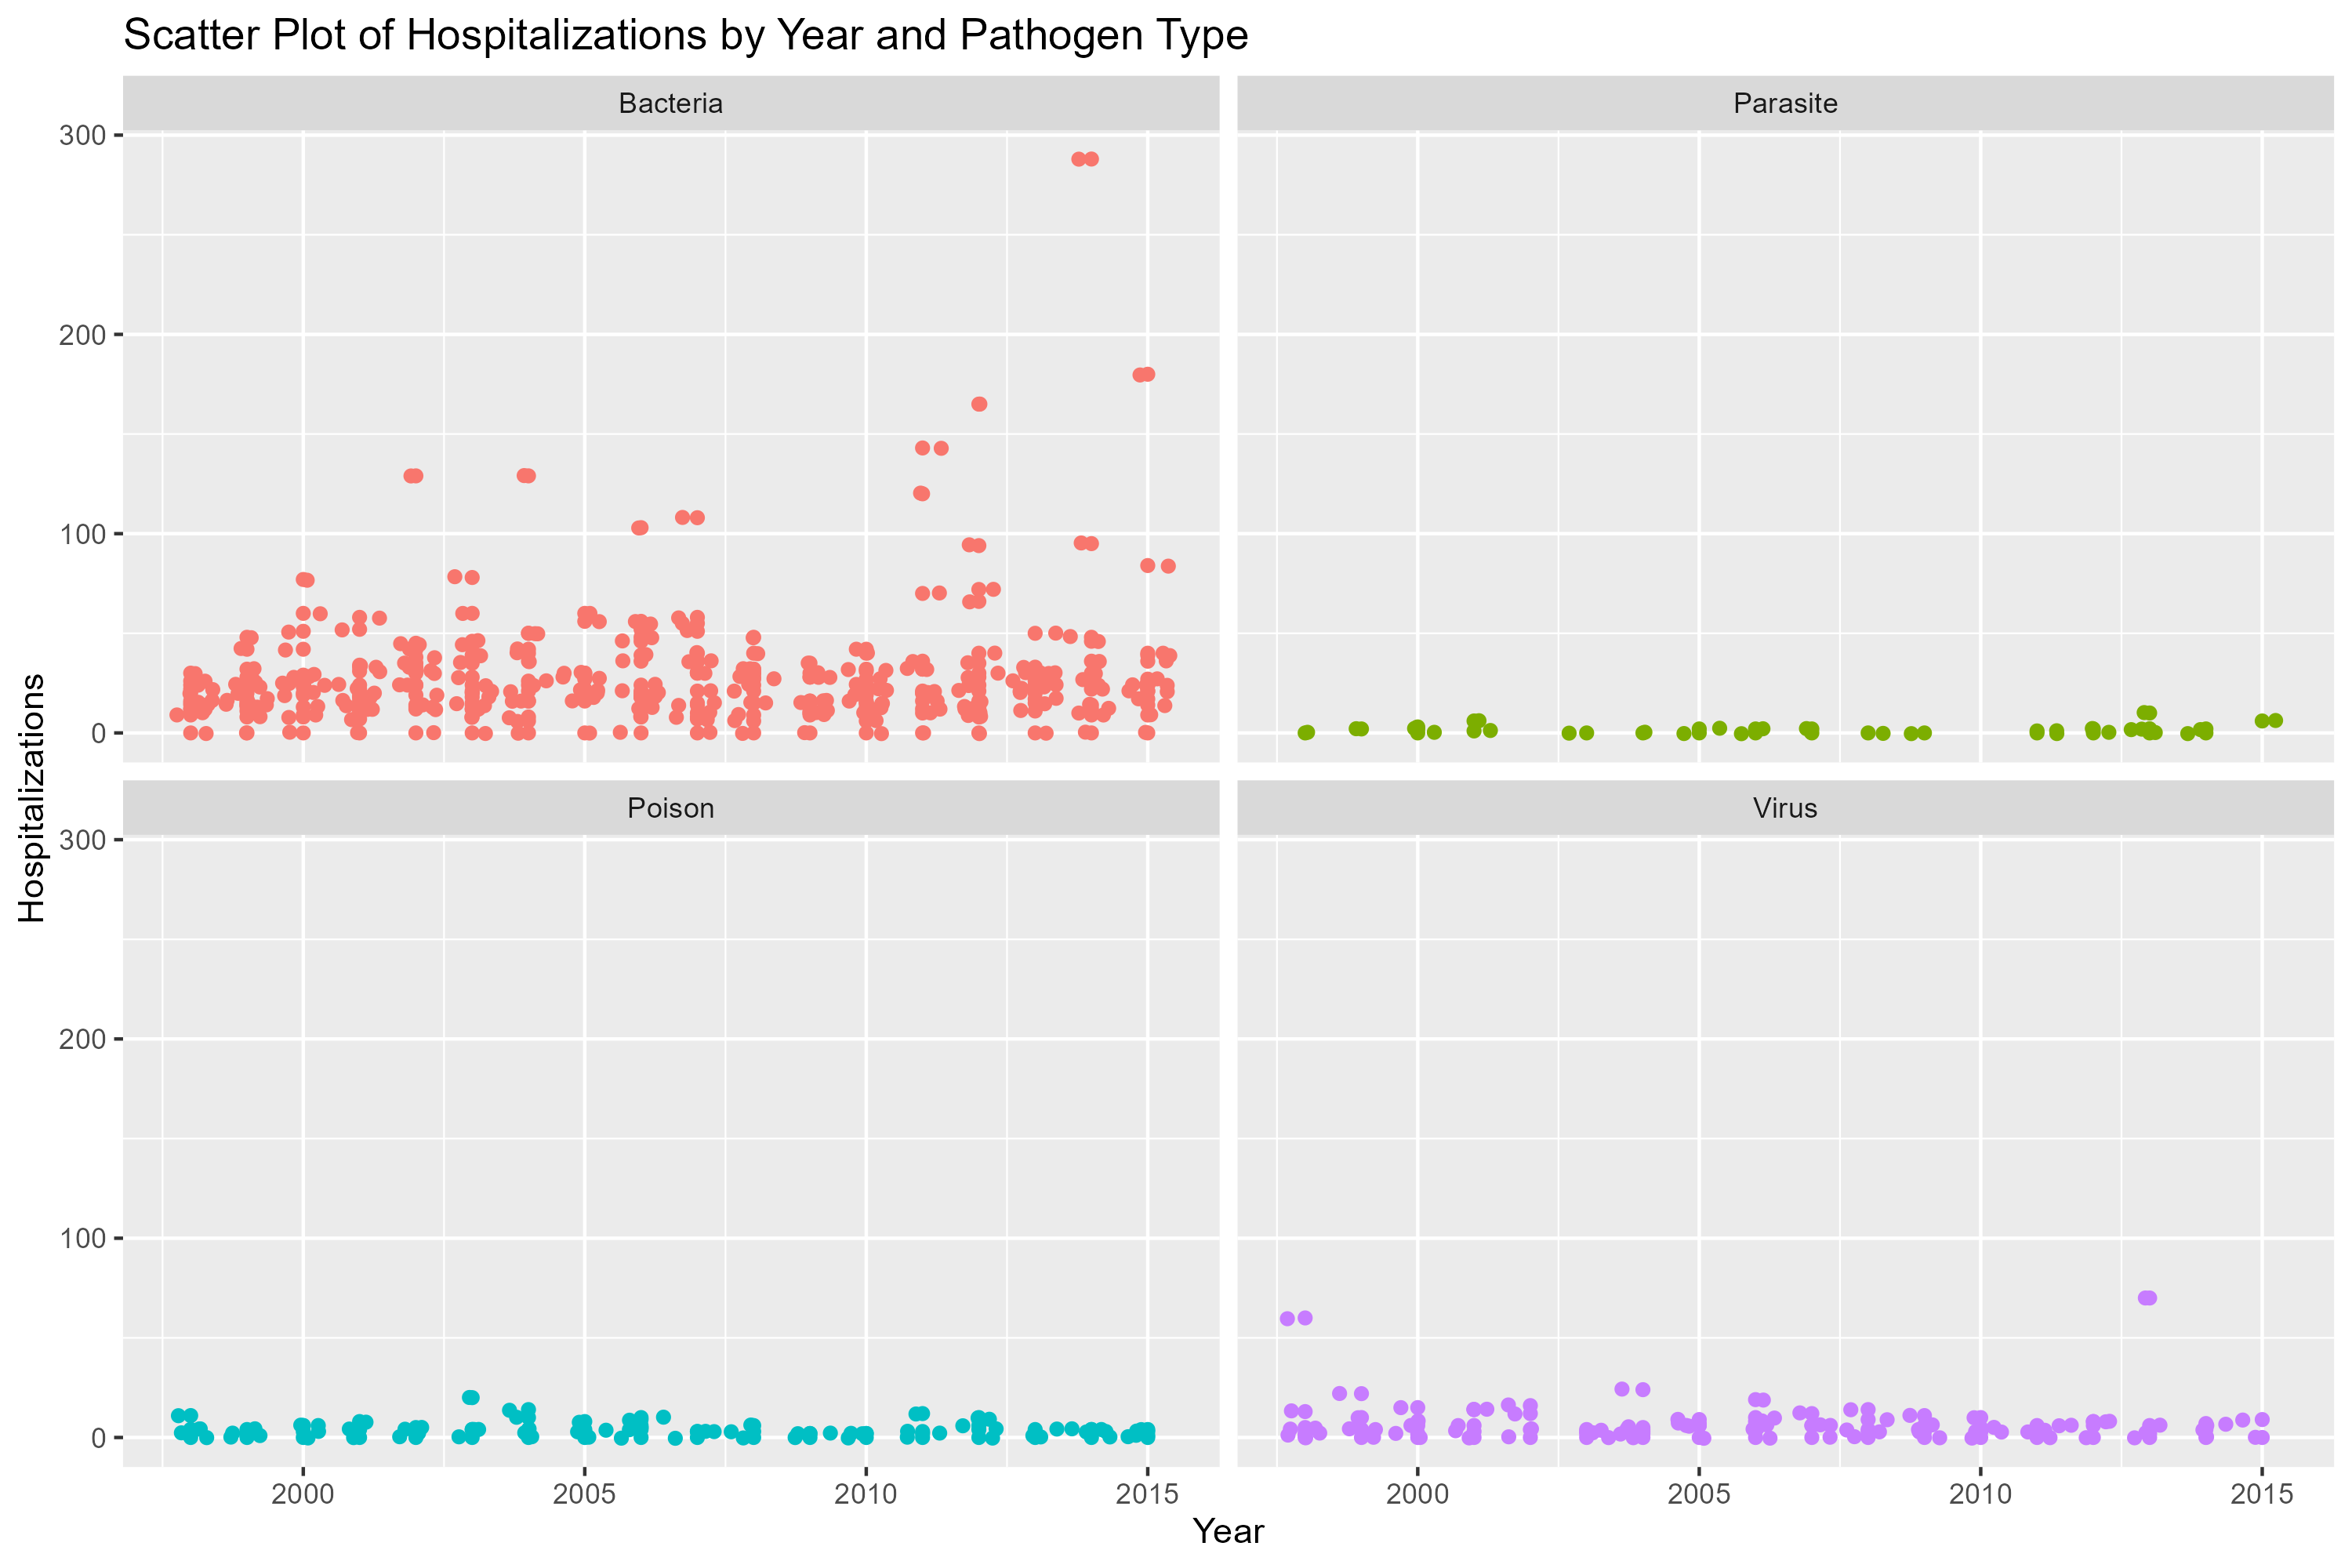 Scatter Plot of Hospitalizations by Year and Pathogen Type
Bacteria
Parasite
300
200
100
0
Poison
Virus
300
200
100
0
Hospitalizations
2000
2005
2010
2015
2000
2005
2010
2015
Year